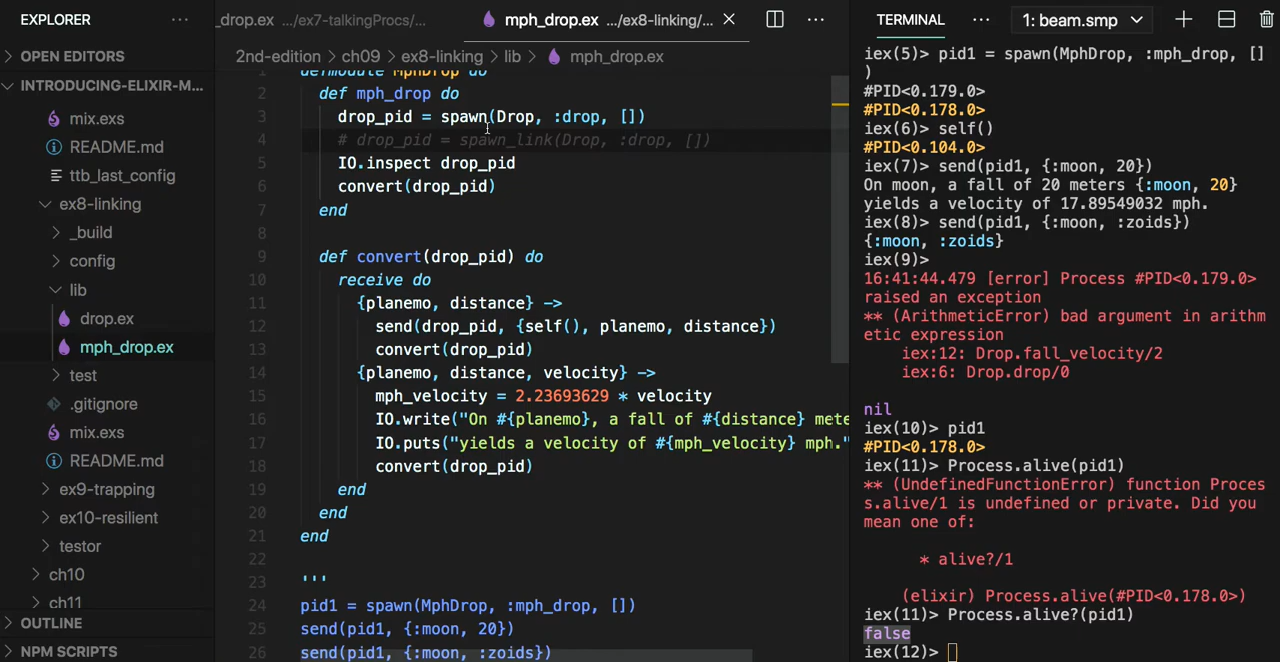 EXPLORER
OPEN EDITORS
INTRODUCING-ELIXIR-M...
mix.exs
README.md
ttb_last_config
ex8-linking
_build
config
lib
drop.ex
mph_drop.ex
test
.gitignore
mix.exs
README.md
ex9-trapping
ex10-resilient
testor
ch10
ch11
OUTLINE
NPM SCRIPTS
_drop.ex .../ex7-talkingProcs/...
mph_drop.ex .../ex8-linking/...
2nd-edition > ch09 > ex8-linking > lib > mph_drop.ex
1 defmodule MphDrop do
2 def mph_drop do
3 drop_pid = spawn(Drop, :drop, [])
4 # drop_pid = spawn_link(Drop, :drop, [])
5 IO.inspect drop_pid
6 convert(drop_pid)
7 end
8
9 def convert(drop_pid) do
10 receive do
11 {planemo, distance} ->
12 send(drop_pid, {self(), planemo, distance})
13 convert(drop_pid)
14 {planemo, distance, velocity} ->
15 mph_velocity = 2.23693629 * velocity
16 IO.write("On #{planemo}, a fall of #{distance} mete
17 IO.puts("yields a velocity of #{mph_velocity} mph."
18 convert(drop_pid)
19 end
20 end
21 end
22
23 '''
24 pid1 = spawn(MphDrop, :mph_drop, [])
25 send(pid1, {:moon, 20})
26 send(pid1, {:moon, :zoids})
TERMINAL
1: beam.smp
iex(5)> pid1 = spawn(MphDrop, :mph_drop, []
)
#PID<0.179.0>
#PID<0.178.0>
iex(6)> self()
#PID<0.104.0>
iex(7)> send(pid1, {:moon, 20})
On moon, a fall of 20 meters {:moon, 20}
yields a velocity of 17.89549032 mph.
iex(8)> send(pid1, {:moon, :zoids})
{:moon, :zoids}
iex(9)>
16:41:44.479 [error] Process #PID<0.179.0>
raised an exception
** (ArithmeticError) bad argument in arithm
etic expression
iex:12: Drop.fall_velocity/2
iex:6: Drop.drop/0
nil
iex(10)> pid1
#PID<0.178.0>
iex(11)> Process.alive(pid1)
** (UndefinedFunctionError) function Proces
s.alive/1 is undefined or private. Did you
mean one of:
* alive?/1
(elixir) Process.alive(#PID<0.178.0>)
iex(11)> Process.alive?(pid1)
false
iex(12)>